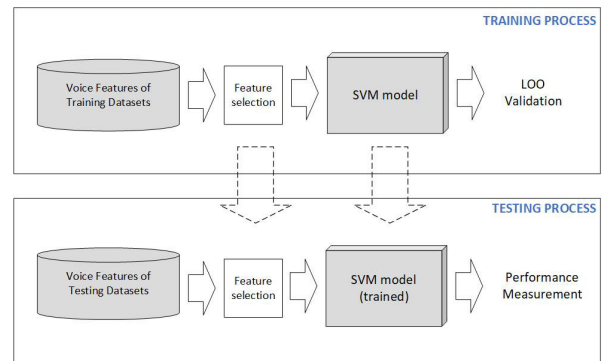 TRAINING PROCESS
Voice Features of
Training Datasets
Feature
selection
SVM model
LOO
Validation
TESTING PROCESS
Voice Features of
Testing Datasets
Feature
selection
SVM model
(trained)
Performance
Measurement